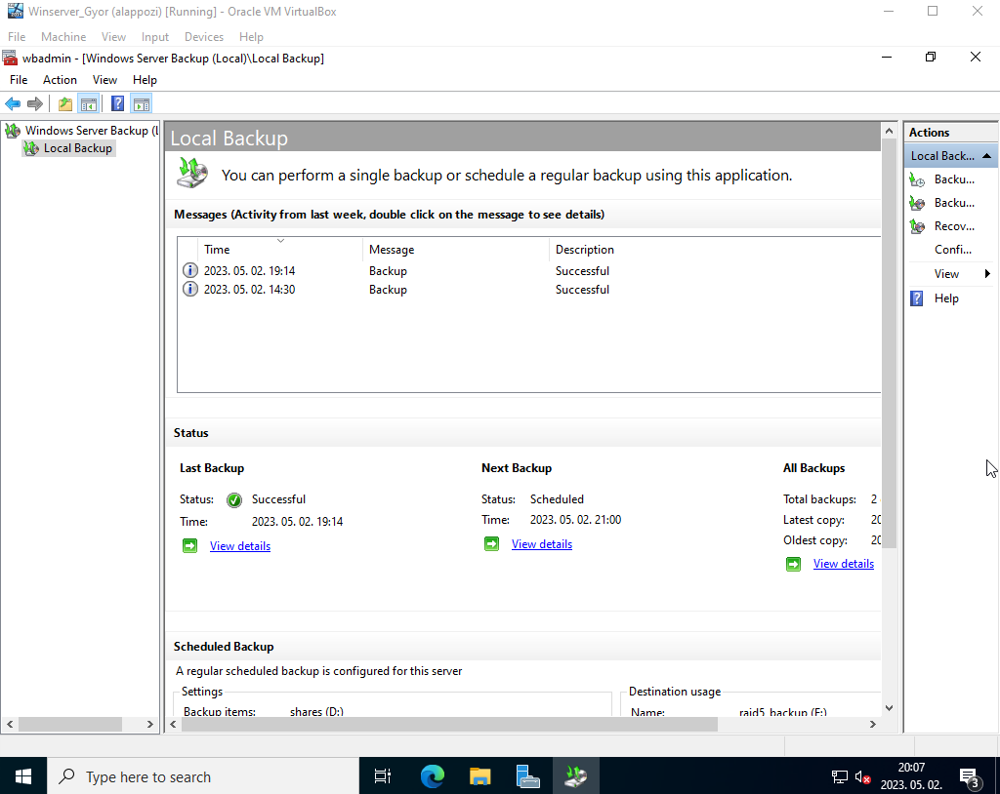 Winserver_Gyor (alappozi) [Running] - Oracle VM VirtualBox
File Machine View Input Devices Help
wbadmin - [Windows Server Backup (Local)\Local Backup]
File Action View Help
Windows Server Backup (L
Local Backup
Local Backup
You can perform a single backup or schedule a regular backup using this application.
Messages (Activity from last week, double click on the message to see details)
Time Message Description
2023. 05. 02. 19:14 Backup Successful
2023. 05. 02. 14:30 Backup Successful
Status
Last Backup
Status: Successful
Time: 2023. 05. 02. 19:14
View details
Next Backup
Status: Scheduled
Time: 2023. 05. 02. 21:00
View details
All Backups
Total backups: 2
Latest copy: 20
Oldest copy: 20
View details
Scheduled Backup
A regular scheduled backup is configured for this server
Settings
Backup items: shares (D:)
Destination usage
Name: raid5_backup (E:)
Actions
Local Back...
Backu...
Backu...
Recov...
Confi...
View
Help
Type here to search
20:07
2023. 05. 02.
3